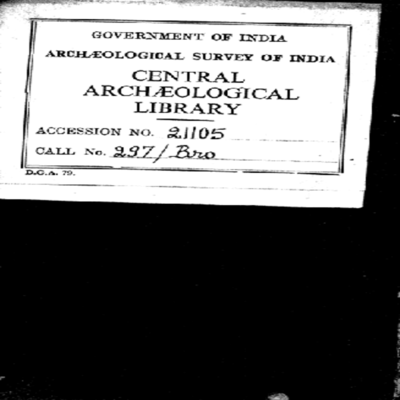 GOVERNMENT OF INDIA
ARCHÆOLOGICAL SURVEY OF INDIA
CENTRAL
ARCHÆOLOGICAL
LIBRARY
ACCESSION NO. 21105
CALL No. 297/Bro
D.G.A. 79.